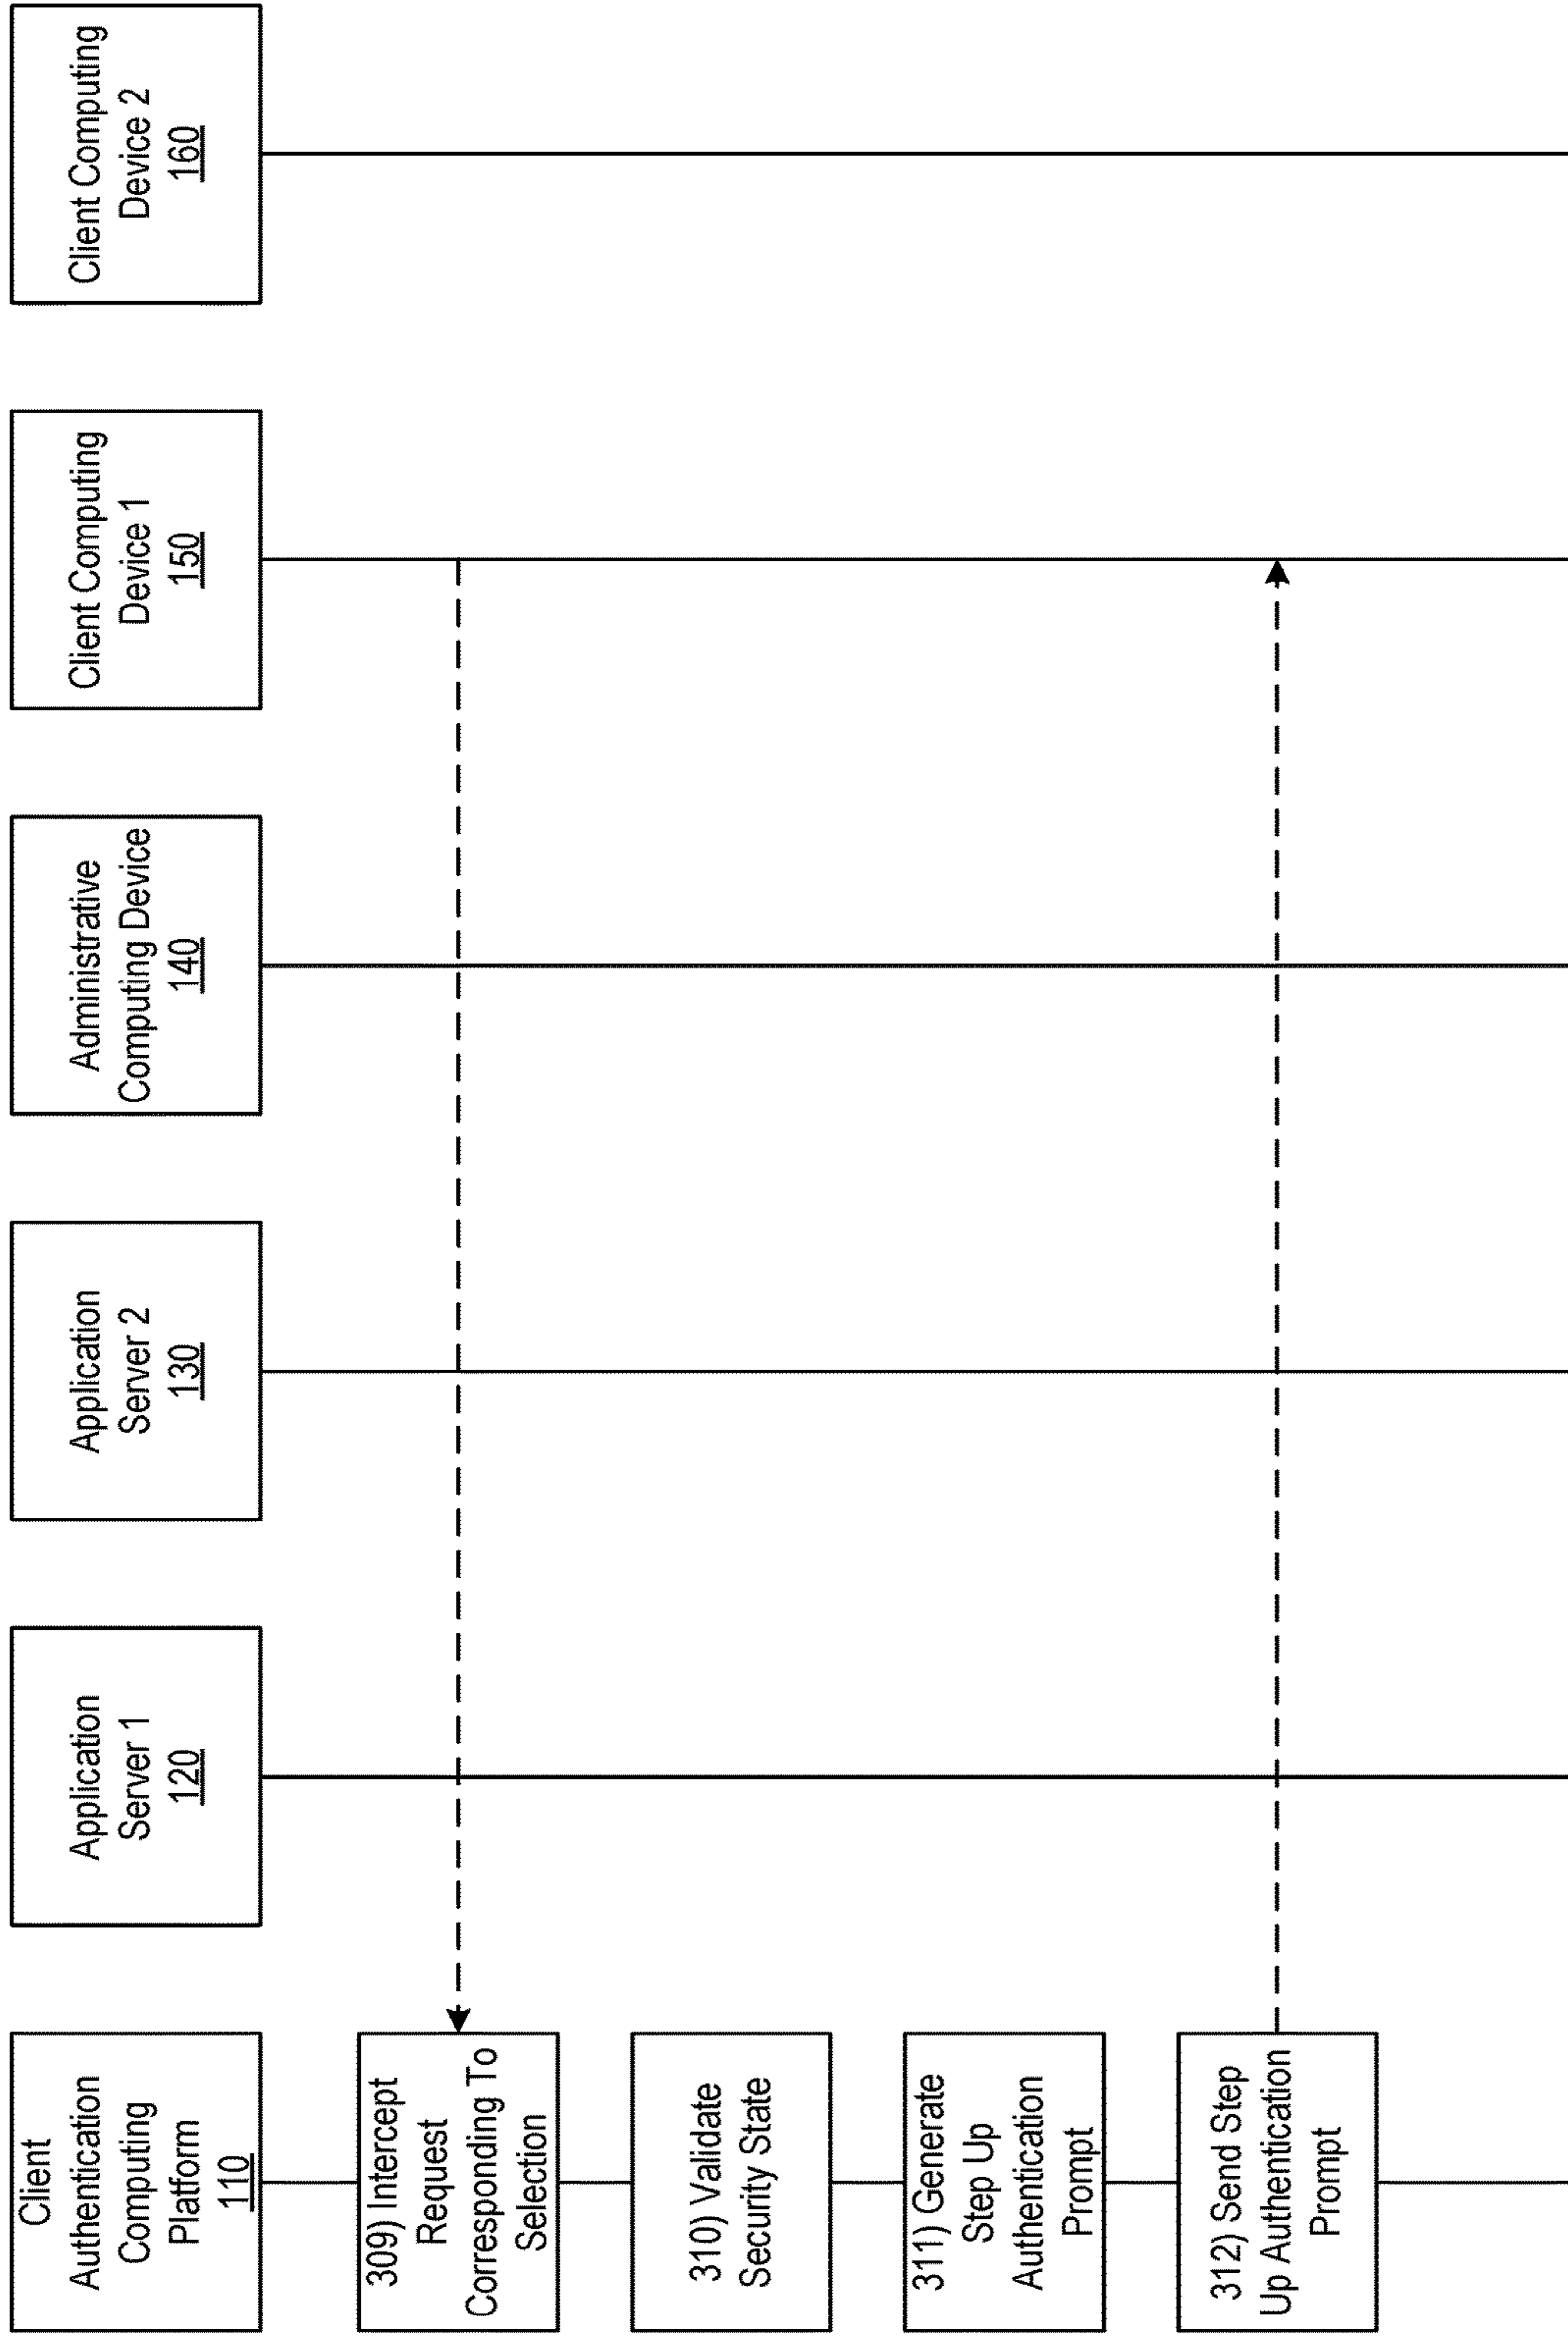 Client
Authentication
Computing
Platform
110
Application
Server 1
120
Application
Server 2
130
Administrative
Computing Device
140
Client Computing
Device 1
150
Client Computing
Device 2
160
309) Intercept
Request
Corresponding To
Selection
310) Validate
Security State
311) Generate
Step Up
Authentication
Prompt
312) Send Step
Up Authentication
Prompt